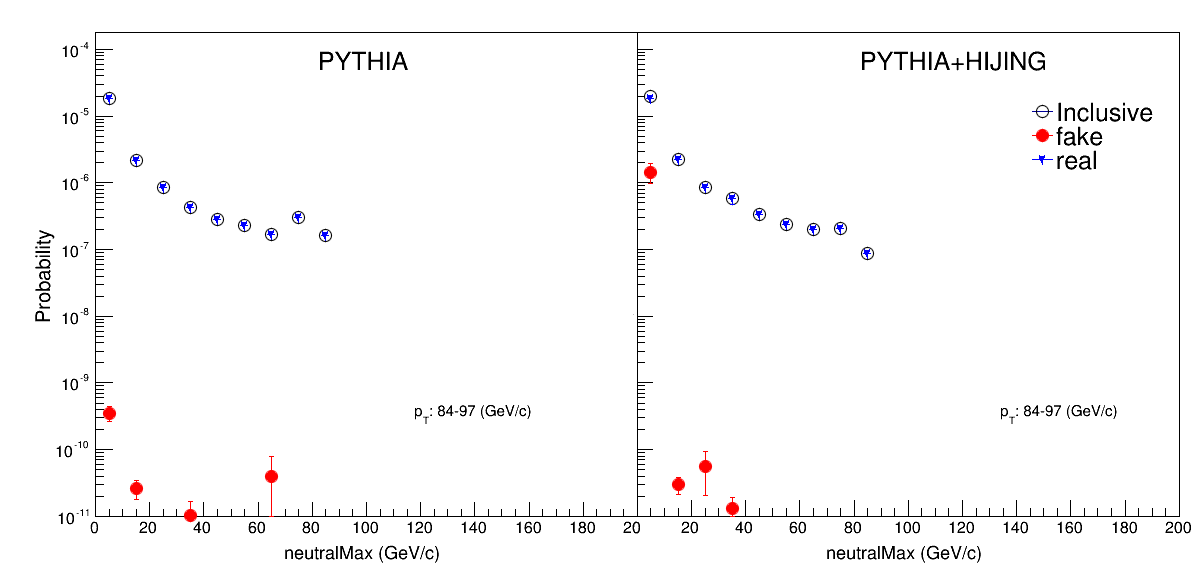 PYTHIA
PYTHIA+HIJING
Inclusive
fake
real
Probability
10^-4
10^-5
10^-6
10^-7
10^-8
10^-9
10^-10
10^-11
p_T: 84-97 (GeV/c)
p_T: 84-97 (GeV/c)
0 20 40 60 80 100 120 140 160 180 20
20 40 60 80 100 120 140 160 180 200
neutralMax (GeV/c)
neutralMax (GeV/c)